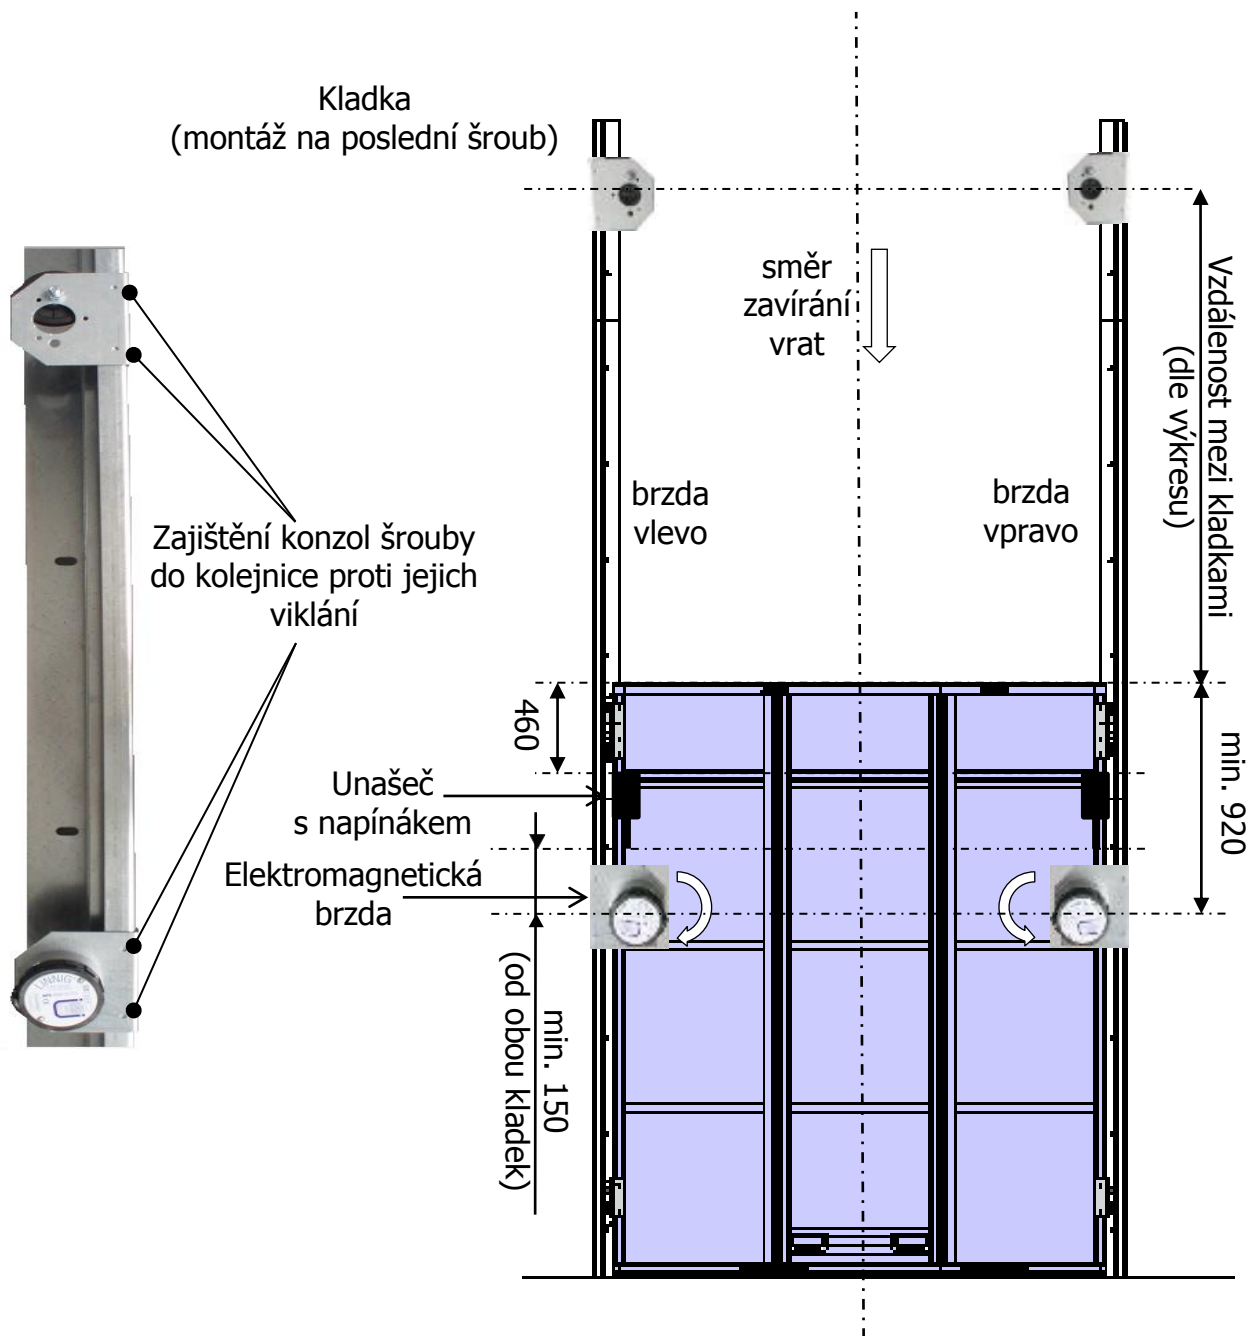 Kladka
(montáž na poslední šroub)
směr
zavírání
vrat
Vzdálenost mezi kladkami
(dle výkresu)
brzda
vlevo
brzda
vpravo
Zajištění konzol šrouby
do kolejnice proti jejich
viklání
460
min. 920
Unašeč
s napínákem
Elektromagnetická
brzda
min. 150
(od obou kladek)
LINNIG